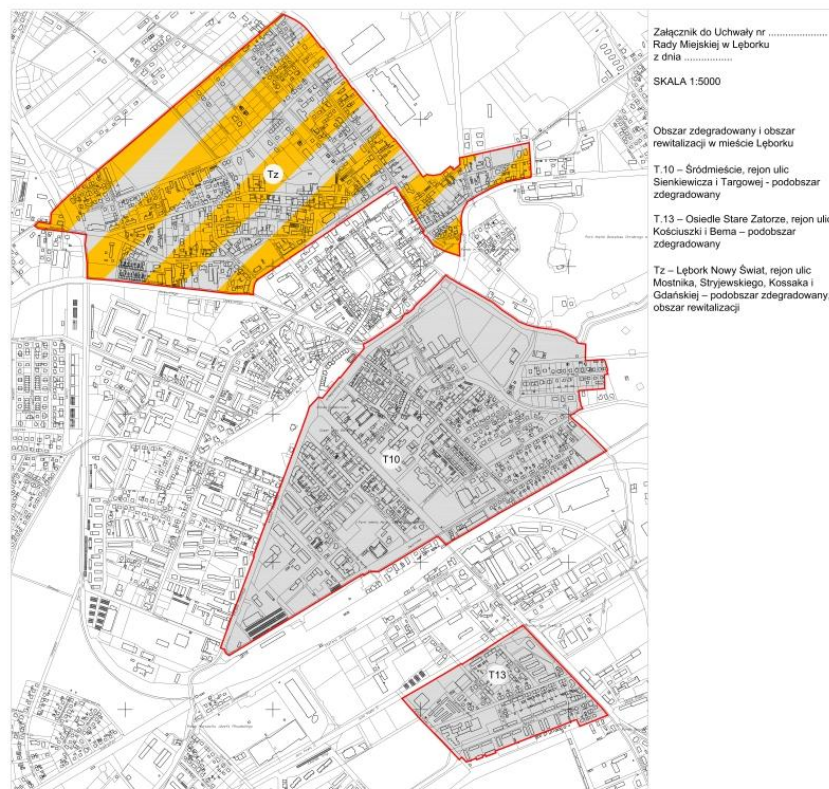 Załącznik do Uchwały nr .....................
Rady Miejskiej w Lęborku
z dnia .................
SKALA 1:5000
Obszar zdegradowany i obszar
rewitalizacji w mieście Lęborku
T.10 – Śródmieście, rejon ulic
Sienkiewicza i Targowej - podobszar
zdegradowany
T.13 – Osiedle Stare Zatorze, rejon ulic
Kościuszki i Bema – podobszar
zdegradowany
Tz – Lębork Nowy Świat, rejon ulic
Mostnika, Stryjewskiego, Kossaka i
Gdańskiej – podobszar zdegradowany,
obszar rewitalizacji
Tz
T10
T13